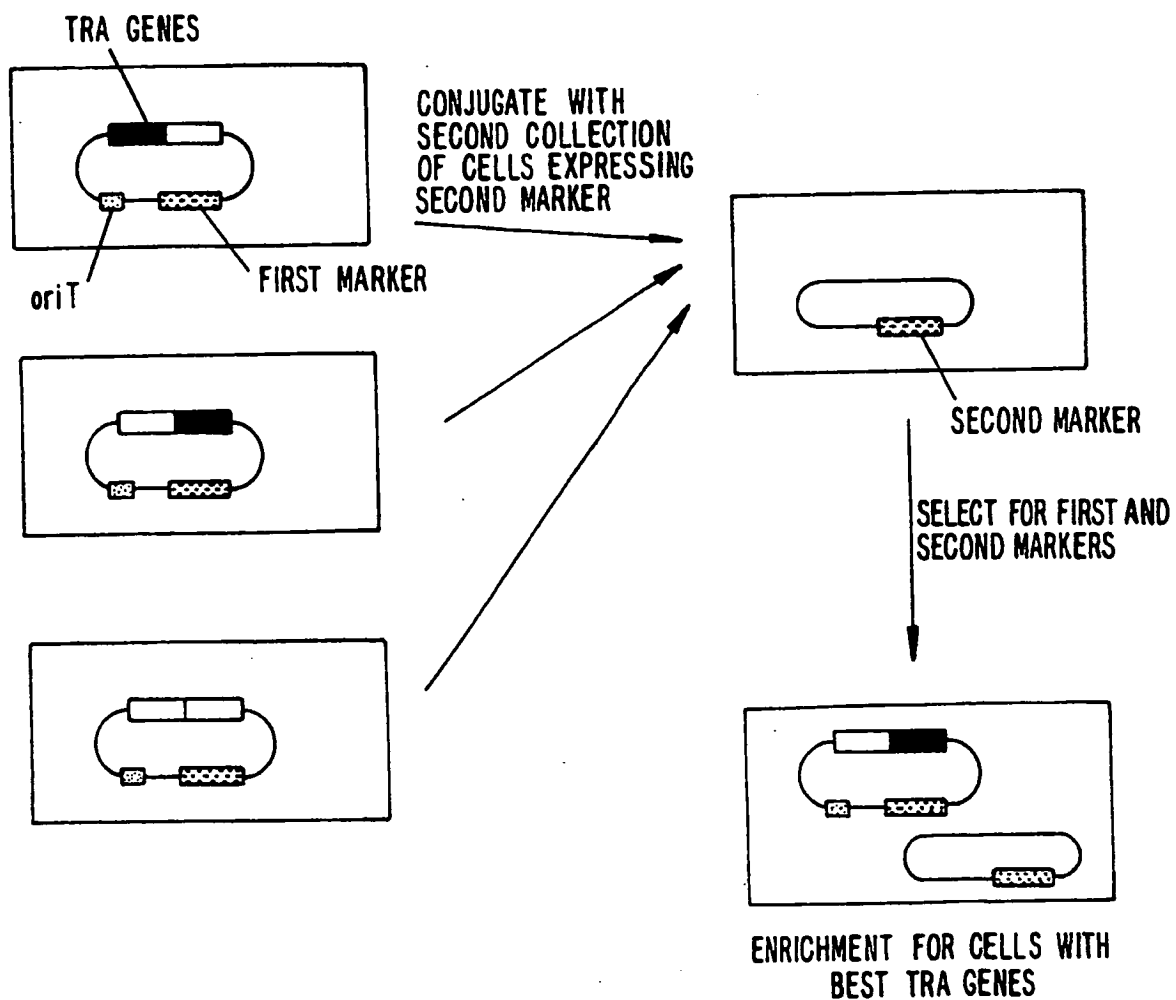 TRA GENES
CONJUGATE WITH
SECOND COLLECTION
OF CELLS EXPRESSING
SECOND MARKER
oriT
FIRST MARKER
SECOND MARKER
SELECT FOR FIRST AND
SECOND MARKERS
ENRICHMENT FOR CELLS WITH
BEST TRA GENES